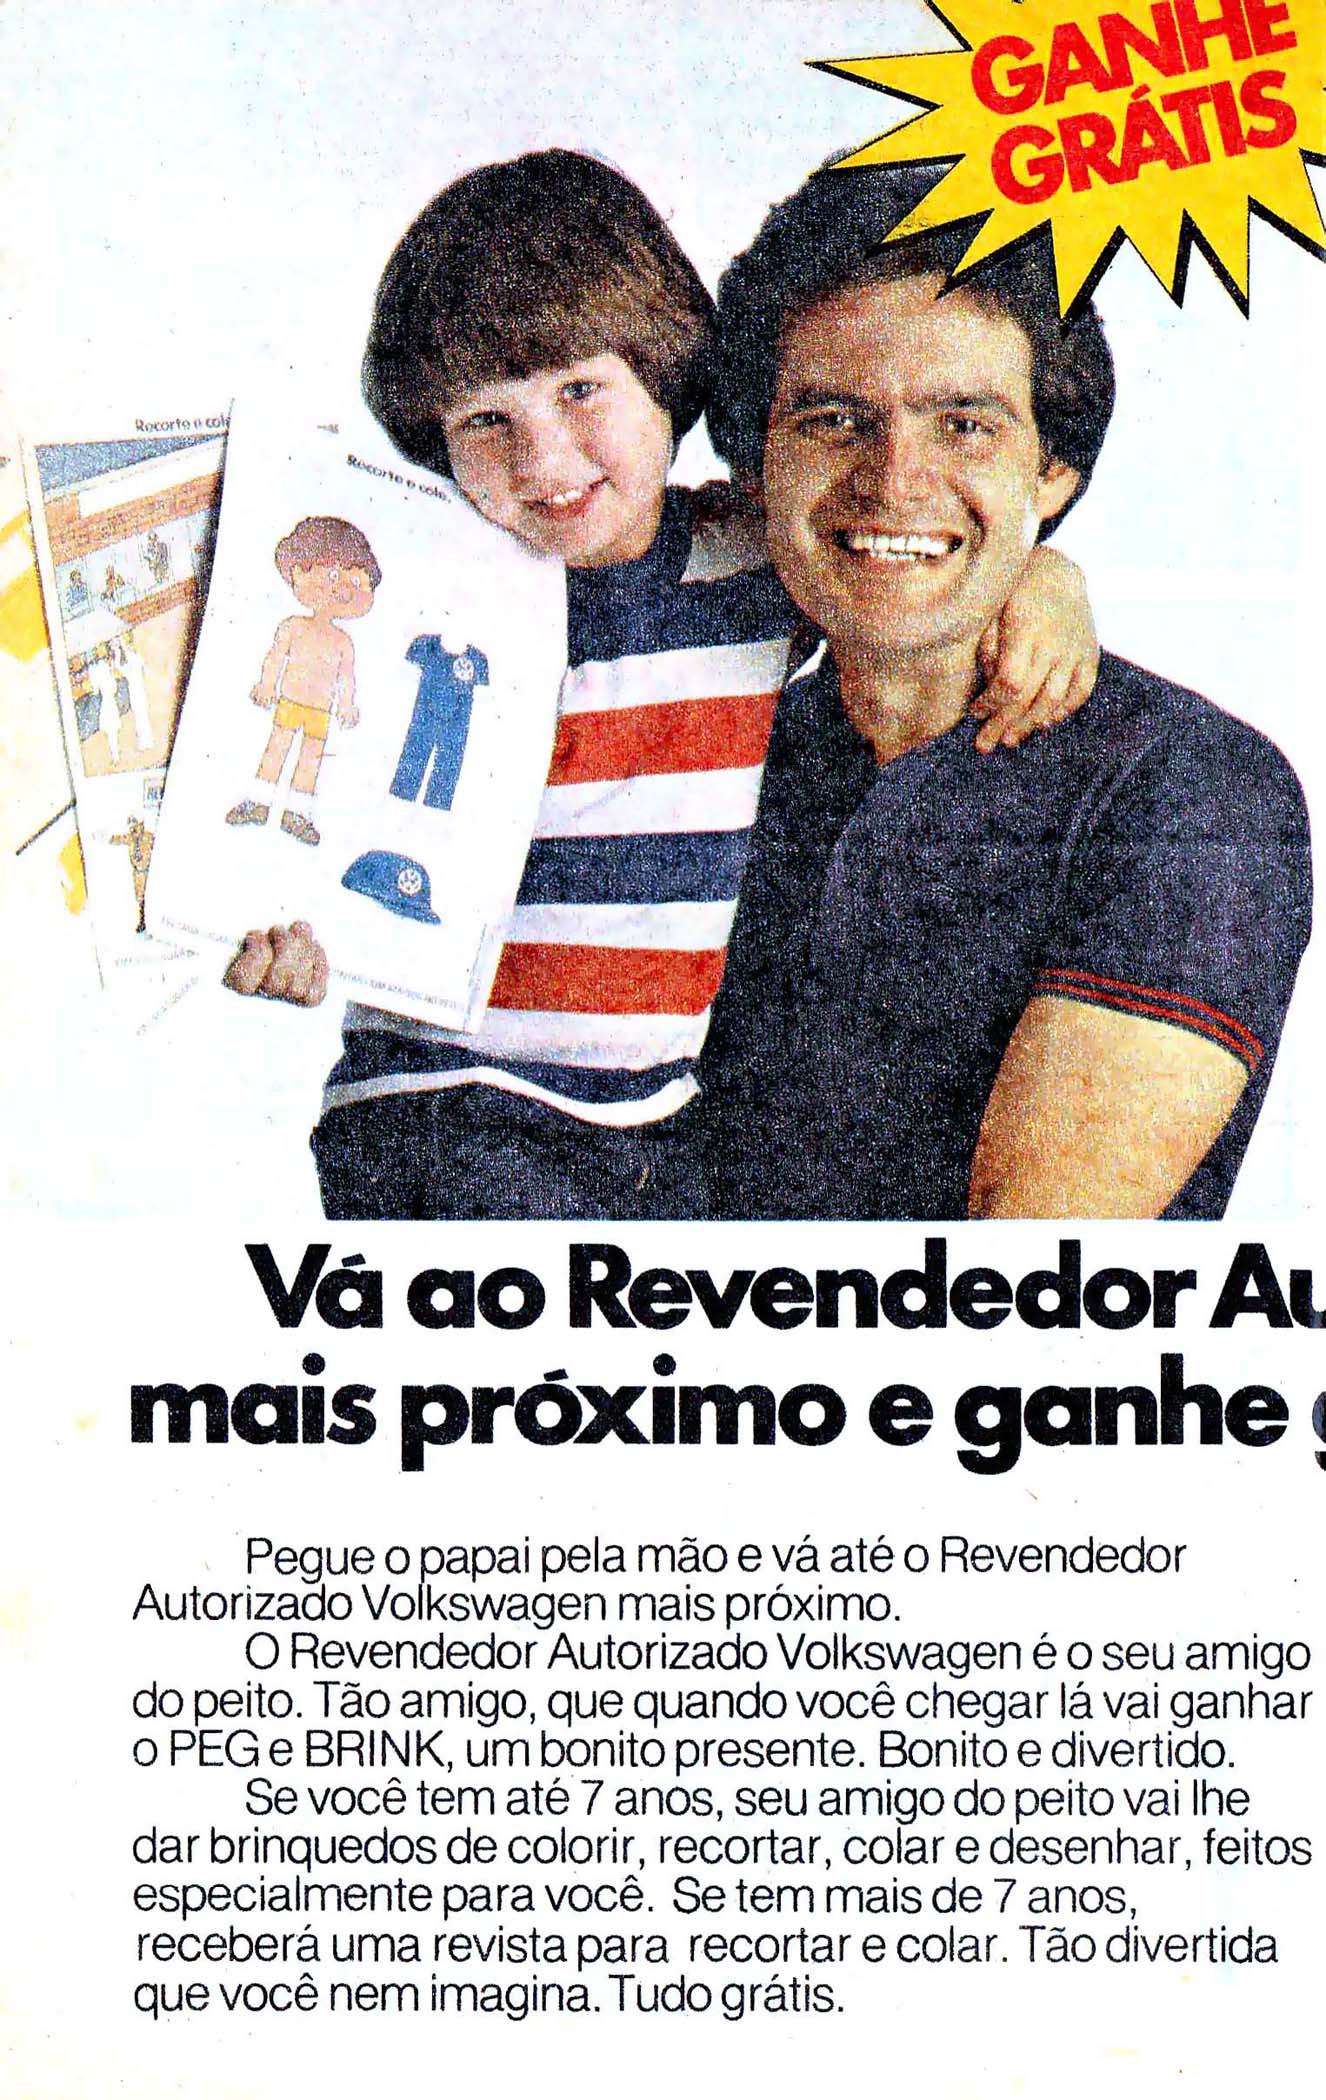 GANHE
GRÁTIS
Recorte e cole
Recorte e cole.
Vá ao Revendedor Au
mais próximo e ganhe g
Pegue o papai pela mão e vá até o Revendedor
Autorizado Volkswagen mais próximo.
O Revendedor Autorizado Volkswagen é o seu amigo
do peito. Tão amigo, que quando você chegar lá vai ganhar
o PEG e BRINK, um bonito presente. Bonito e divertido.
Se você tem até 7 anos, seu amigo do peito vai lhe
dar brinquedos de colorir, recortar, colar e desenhar, feitos
especialmente para você. Se tem mais de 7 anos,
receberá uma revista para recortar e colar. Tão divertida
que você nem imagina. Tudo grátis.